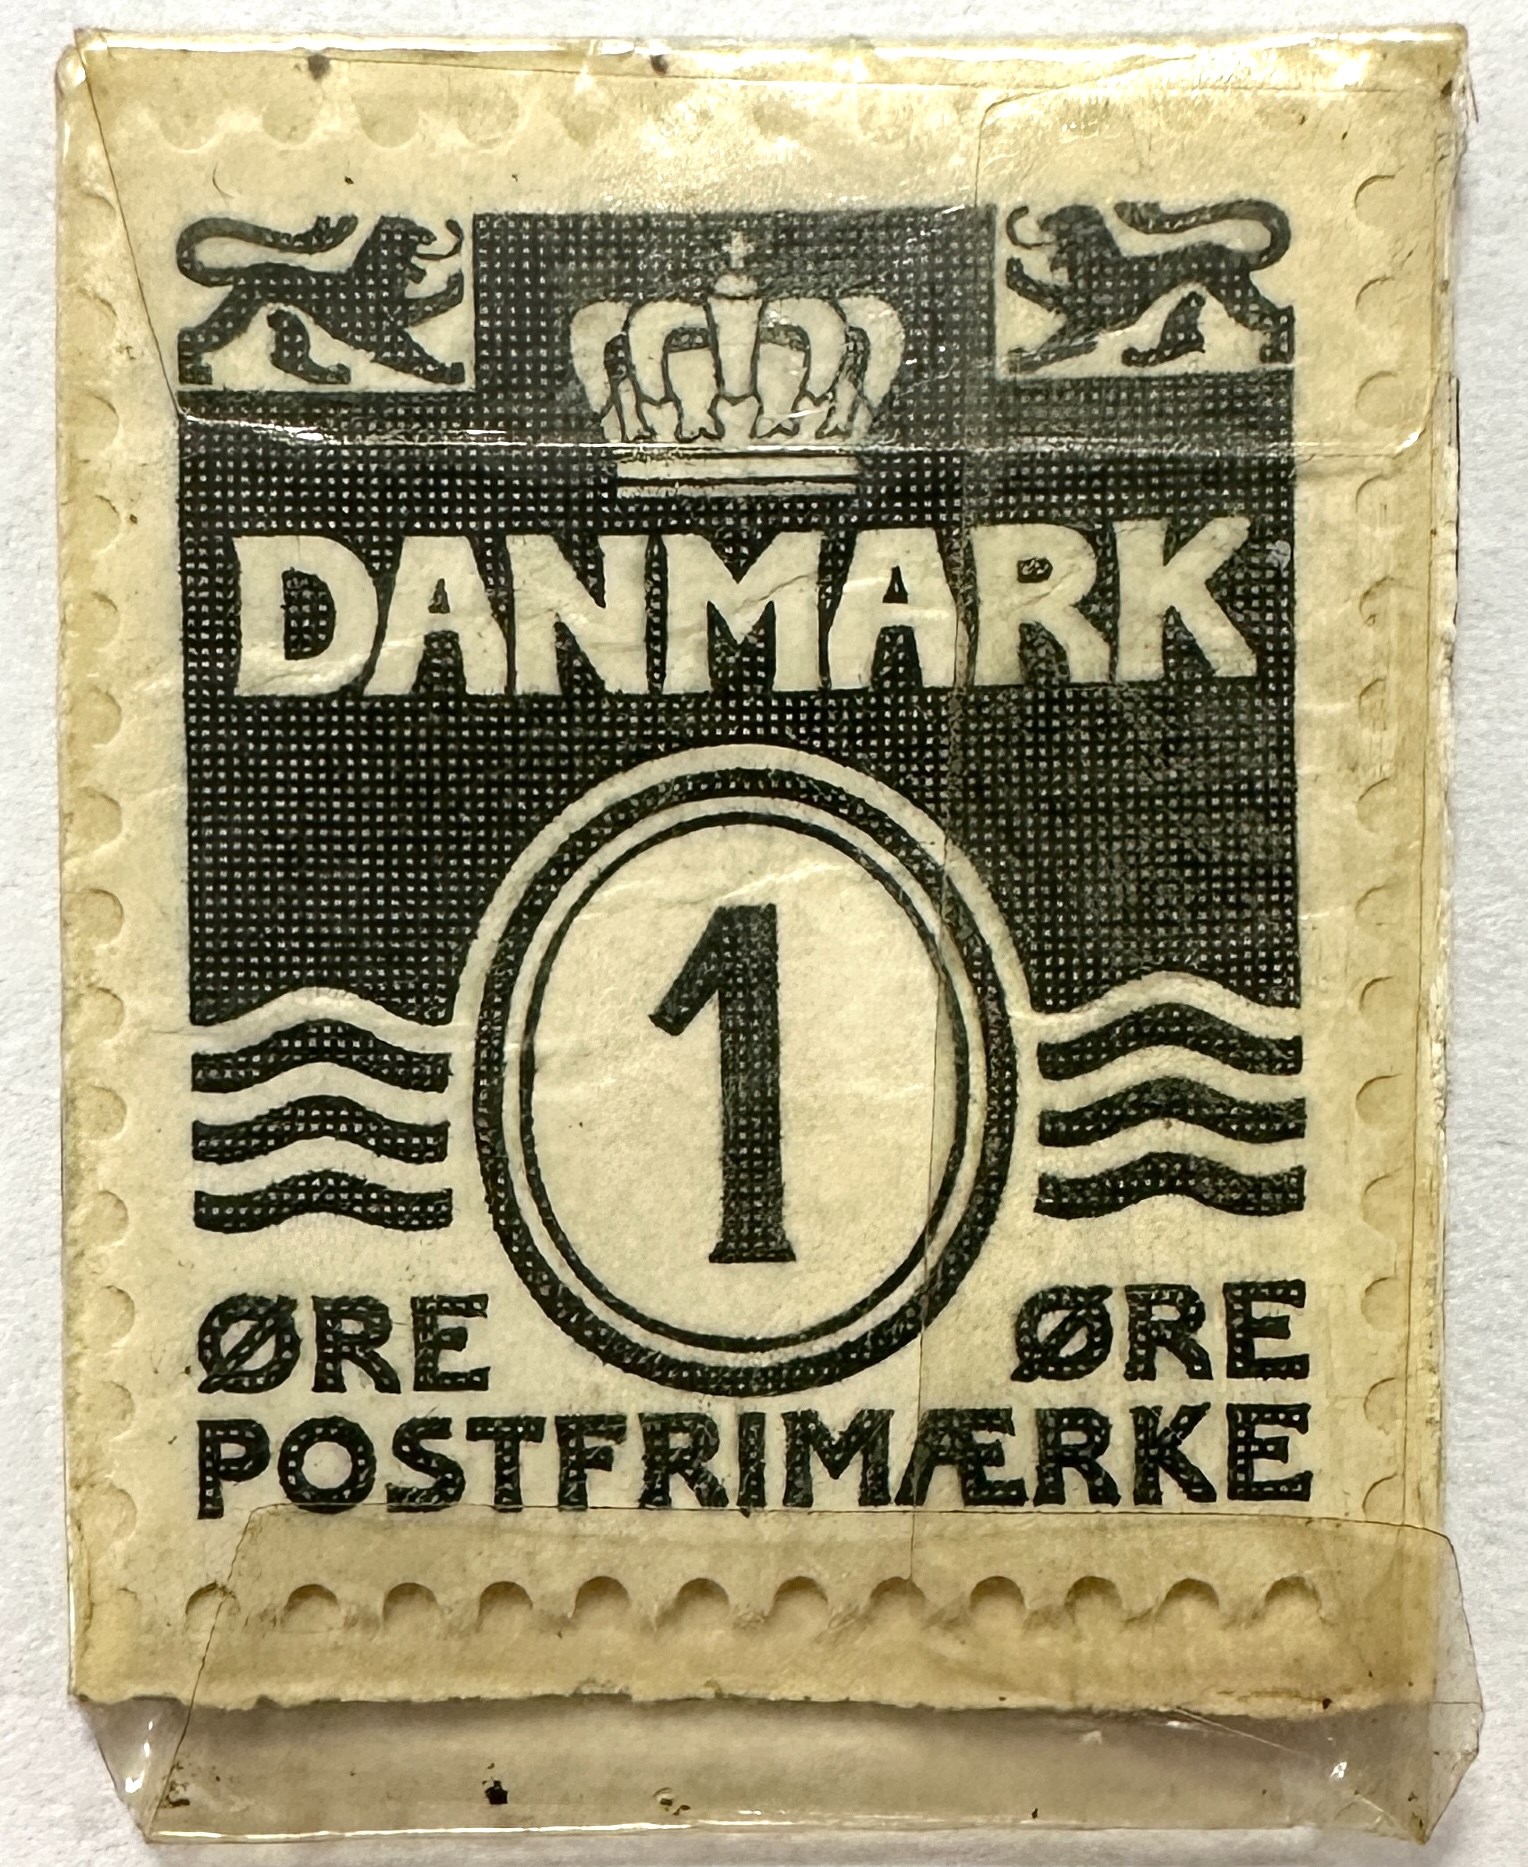 DANMARK
1
ØRE ØRE
POSTFRIMÆRKE